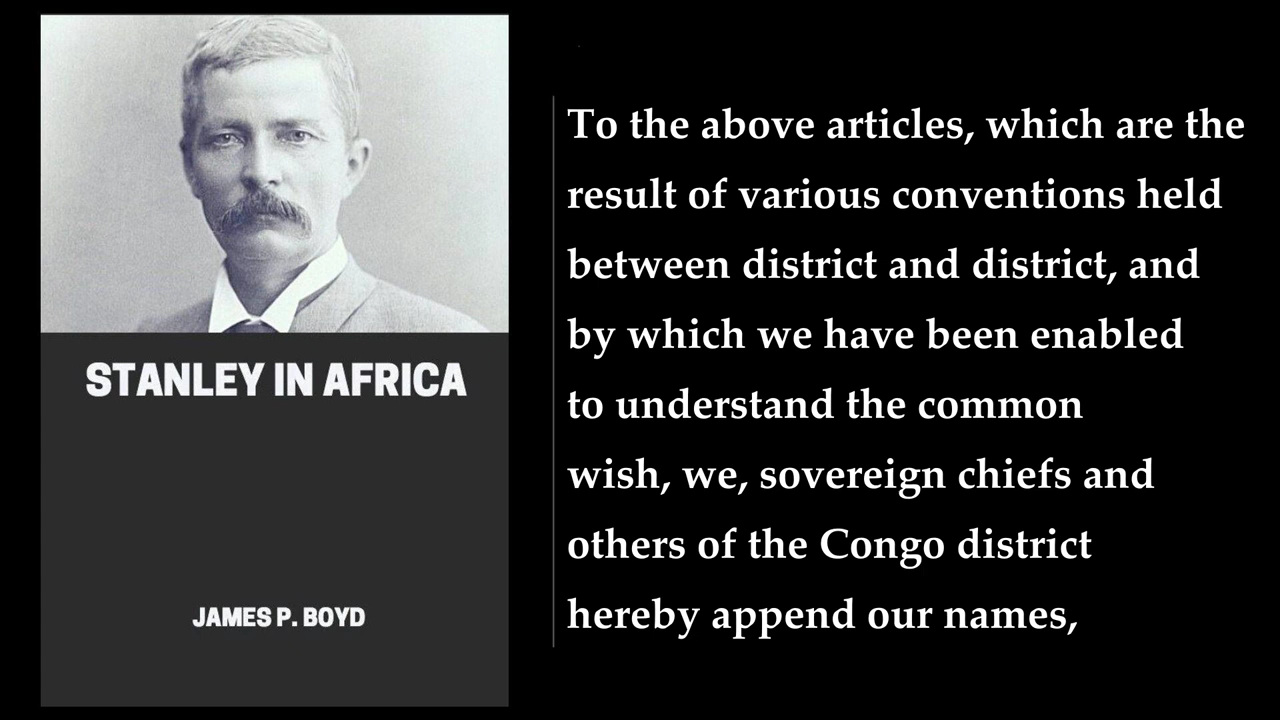 STANLEY IN AFRICA
JAMES P. BOYD
To the above articles, which are the
result of various conventions held
between district and district, and
by which we have been enabled
to understand the common
wish, we, sovereign chiefs and
others of the Congo district
hereby append our names,